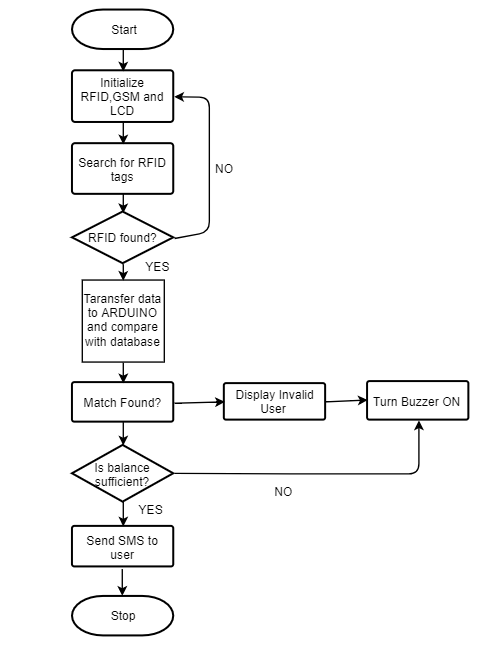 Start
Initialize
RFID,GSM and
LCD
Search for RFID
tags
NO
RFID found?
YES
Taransfer data
to ARDUINO
and compare
with database
Match Found?
Display Invalid
User
Turn Buzzer ON
Is balance
sufficient?
NO
YES
Send SMS to
user
Stop